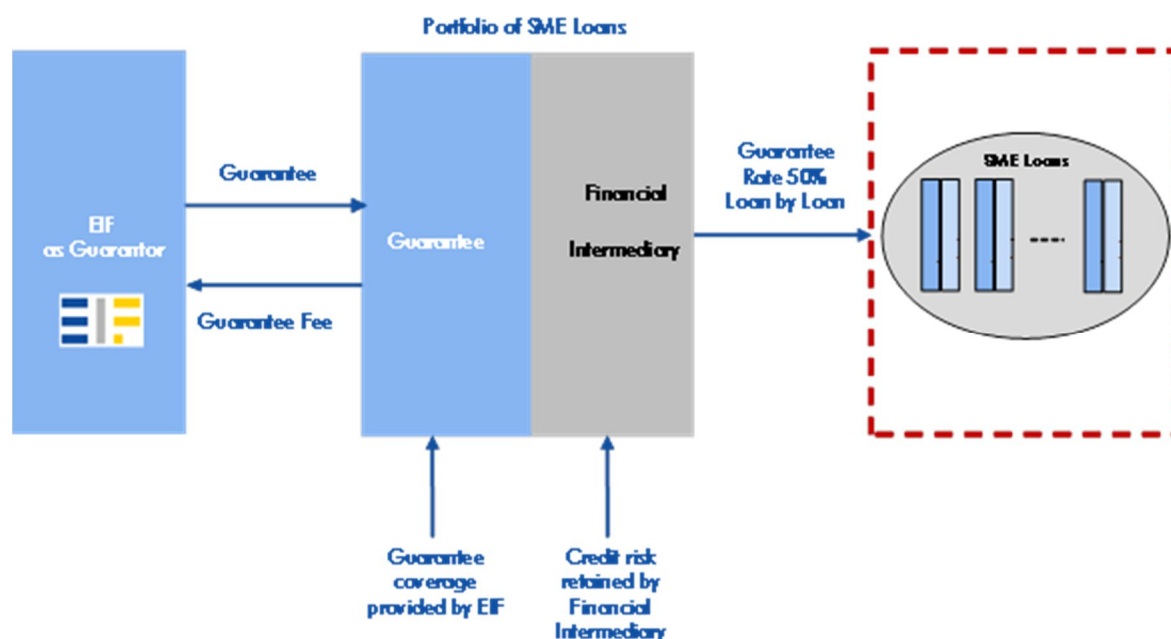 Portfolio of SME Loans
EIF
as Guarantor
Guarantee
Guarantee Fee
Guarantee
Financial
Intermediary
Guarantee
Rate 50%
Loan by Loan
SME Loans
Guarantee
coverage
provided by EIF
Credit risk
retained by
Financial
Intermediary